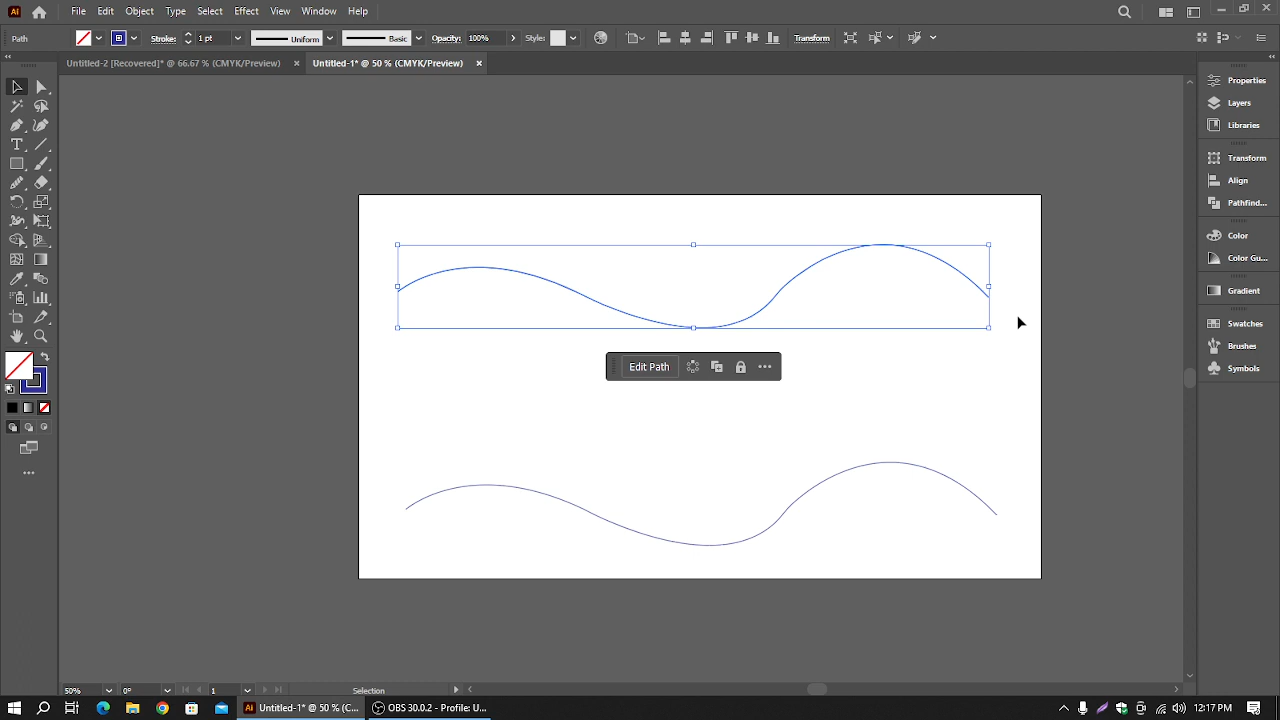 Ai File Edit Object Type Select Effect View Window Help
Path Stroke: 1 pt Uniform Basic Opacity: 100% Style: Transform
Untitled-2 [Recovered]* @ 66.67 % (CMYK/Preview) Untitled-1* @ 50 % (CMYK/Preview)
Properties
Layers
Libraries
Transform
Align
Pathfind...
Color
Color Gu...
Gradient
Swatches
Brushes
Symbols
Edit Path
50% 0° 1 Selection
Ai Untitled-1* @ 50 % (C... OBS 30.0.2 - Profile: U... 12:17 PM